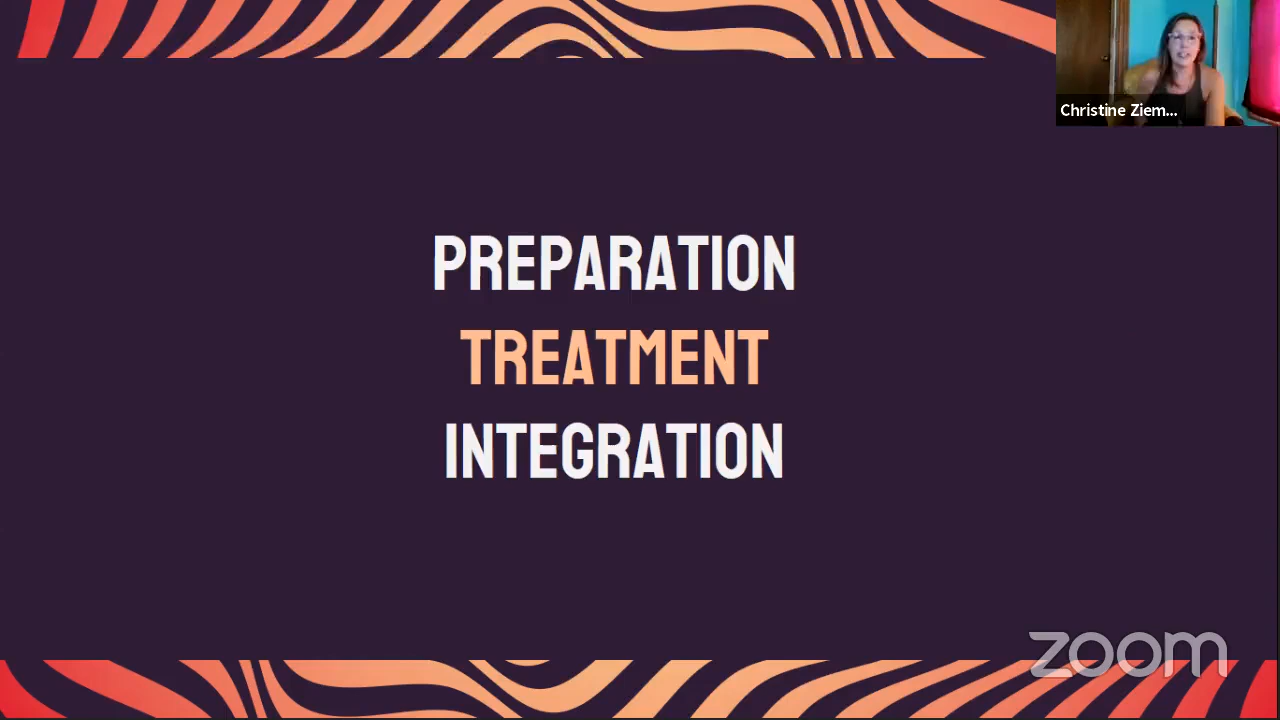 Christine Ziem...
PREPARATION
TREATMENT
INTEGRATION
zoom